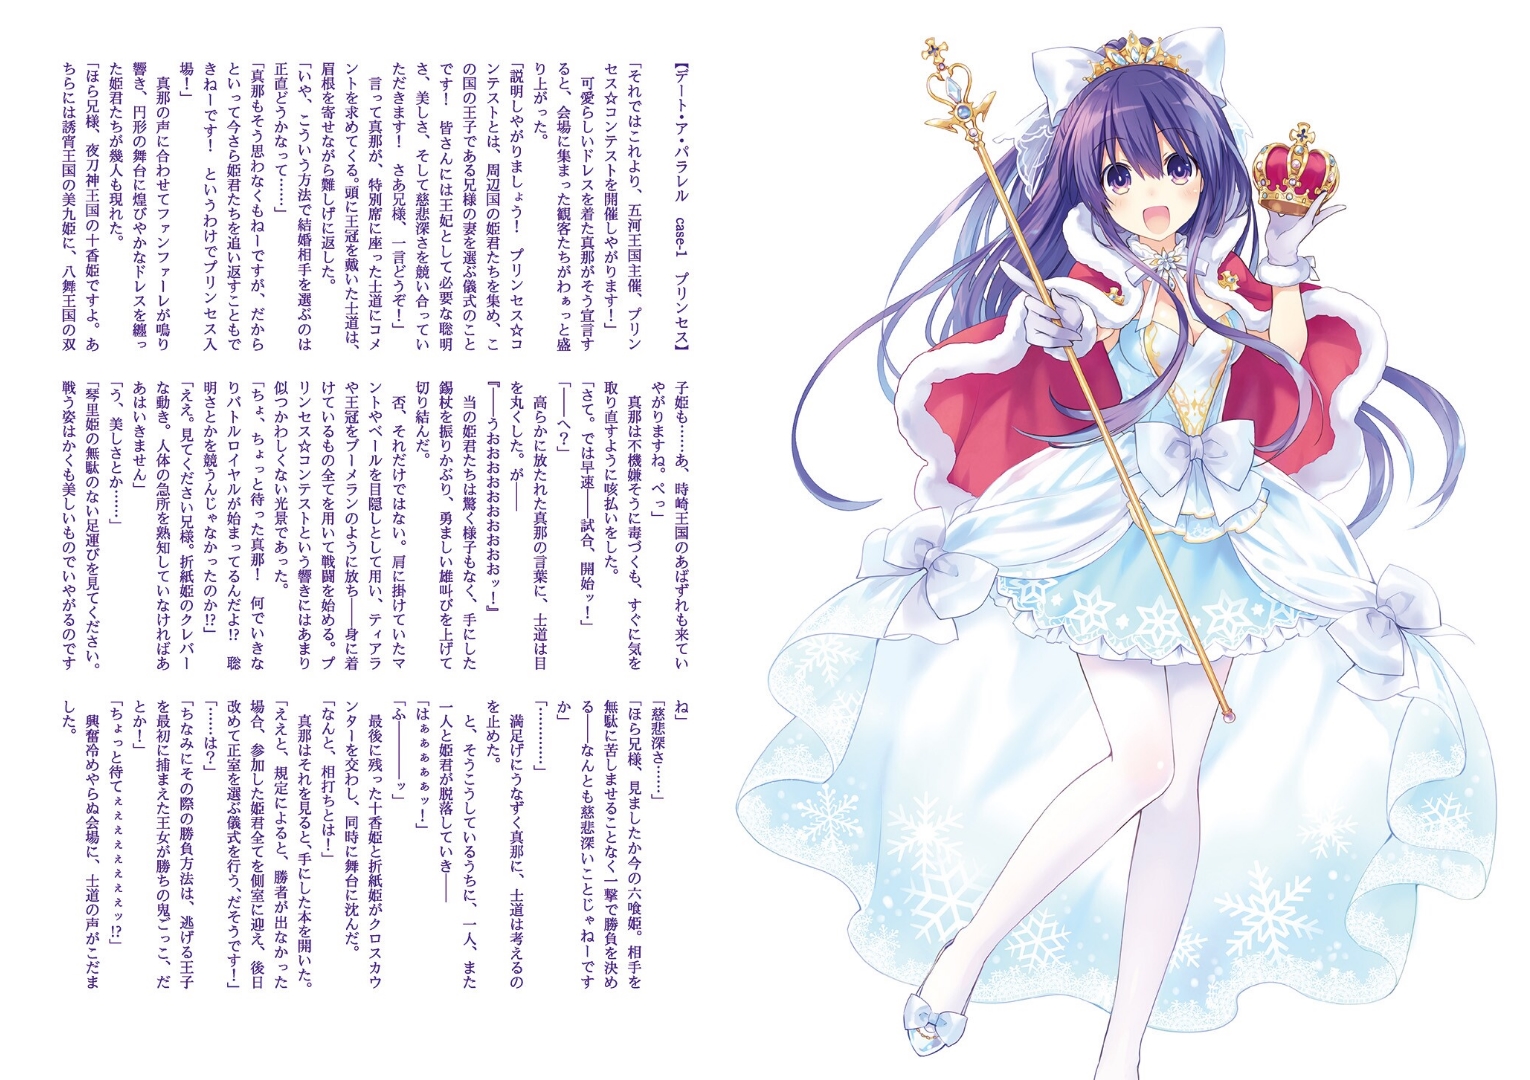 【デート・ア・パラレル　case-1　プリンセス】
「それではこれより、五河王国主催、プリン
セス☆コンテストを開催しやがります！」
　可愛らしいドレスを着た真那がそう宣言す
ると、会場に集まった観客たちがわぁっと盛
り上がった。
「説明しやがりましょう！　プリンセス☆コ
ンテストとは、周辺国の姫君たちを集め、こ
の国の王子である兄様の妻を選ぶ儀式のこと
です！　皆さんには王妃として必要な聡明
さ、美しさ、そして慈悲深さを競い合ってい
ただきます！　さあ兄様、一言どうぞ！」
　言って真那が、特別席に座った士道にコメ
ントを求めてくる。頭に王冠を戴いた士道は、
眉根を寄せながら難しげに返した。
「いや、こういう方法で結婚相手を選ぶのは
正直どうかなって……」
「真那もそう思わなくもねーですが、だから
といって今さら姫君たちを追い返すこともで
きねーです！　というわけでプリンセス入
場！」
　真那の声に合わせてファンファーレが鳴り
響き、円形の舞台に煌びやかなドレスを纏っ
た姫君たちが幾人も現れた。
「ほら兄様、夜刀神王国の十香姫ですよ。あ
ちらには誘宵王国の美九姫に、八舞王国の双
子姫も……あ、時崎王国のあばずれも来てい
やがりますね。ぺっ」
　真那は不機嫌そうに毒づくも、すぐに気を
取り直すように咳払いをした。
「さて。では早速――試合、開始ッ！」
「――へ？」
　高らかに放たれた真那の言葉に、士道は目
を丸くした。が――
『――うおおおおおおおおおおッ！』
　当の姫君たちは驚く様子もなく、手にした
錫杖を振りかぶり、勇ましい雄叫びを上げて
切り結んだ。
　否、それだけではない。肩に掛けていたマ
ントやベールを目隠しとして用い、ティアラ
や王冠をブーメランのように放ち――身に着
けているもの全てを用いて戦闘を始める。プ
リンセス☆コンテストという響きにはあまり
似つかわしくない光景であった。
「ちょ、ちょっと待った真那！　何でいきな
りバトルロイヤルが始まってるんだよ!?　聡
明さとかを競うんじゃなかったのか!?」
「ええ。見てください兄様。折紙姫のクレバー
な動き。人体の急所を熟知していなければあ
あはいきません」
「う、美しさとか……」
「琴里姫の無駄のない足運びを見てください。
戦う姿はかくも美しいものでいやがるのです
ね」
「慈悲深さ……」
「ほら兄様、見ましたか今の六喰姫。相手を
無駄に苦しませることなく一撃で勝負を決め
る――なんとも慈悲深いことじゃねーです
か」
「…………」
　満足げにうなずく真那に、士道は考えるの
を止めた。
　と、そうこうしているうちに、一人、また
一人と姫君が脱落していき――
「はぁぁぁぁぁッ！」
「ふ――――ッ」
　最後に残った十香姫と折紙姫がクロスカウ
ンターを交わし、同時に舞台に沈んだ。
「なんと、相打ちとは！」
　真那はそれを見ると、手にした本を開いた。
「ええと、規定によると、勝者が出なかった
場合、参加した姫君全てを側室に迎え、後日
改めて正室を選ぶ儀式を行う、だそうです！」
「……は？」
「ちなみにその際の勝負方法は、逃げる王子
を最初に捕まえた王女が勝ちの鬼ごっこ、だ
とか！」
「ちょっと待てぇぇぇぇぇぇぇッ!?」
　興奮冷めやらぬ会場に、士道の声がこだま
した。